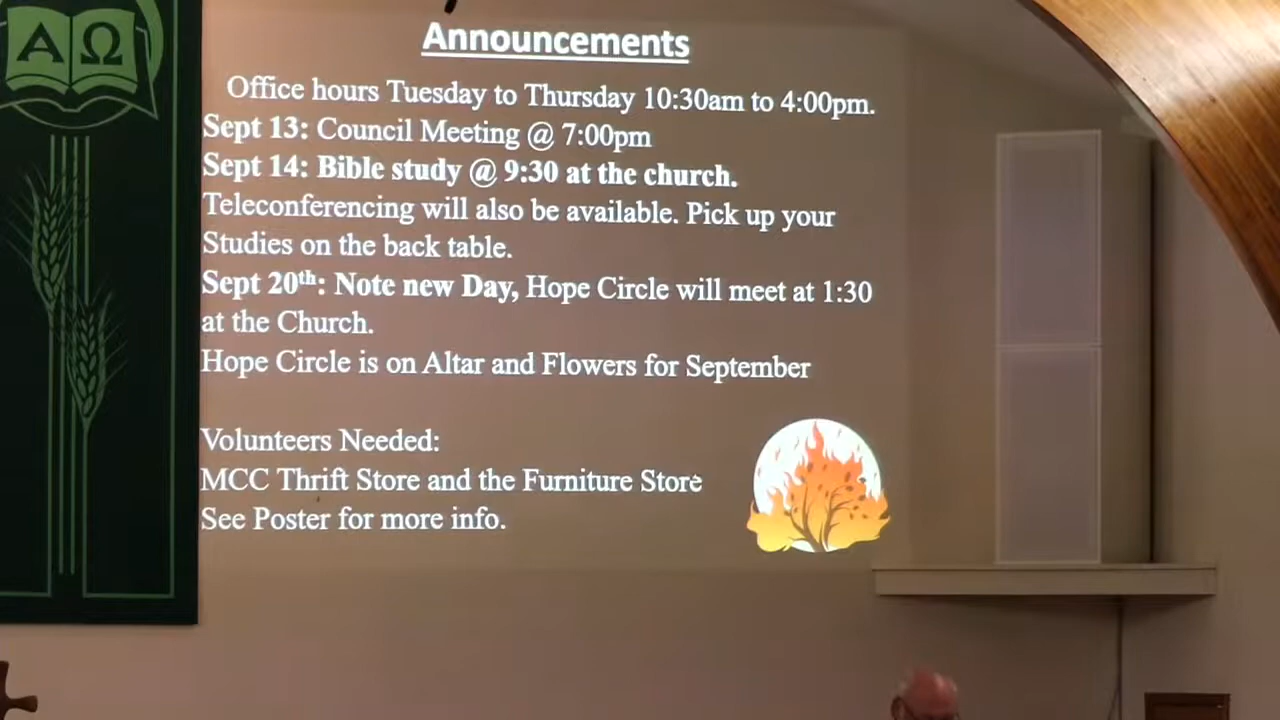 Α Ω
Announcements
Office hours Tuesday to Thursday 10:30am to 4:00pm.
Sept 13: Council Meeting @ 7:00pm
Sept 14: Bible study @ 9:30 at the church.
Teleconferencing will also be available. Pick up your
Studies on the back table.
Sept 20th: Note new Day, Hope Circle will meet at 1:30
at the Church.
Hope Circle is on Altar and Flowers for September
Volunteers Needed:
MCC Thrift Store and the Furniture Store
See Poster for more info.